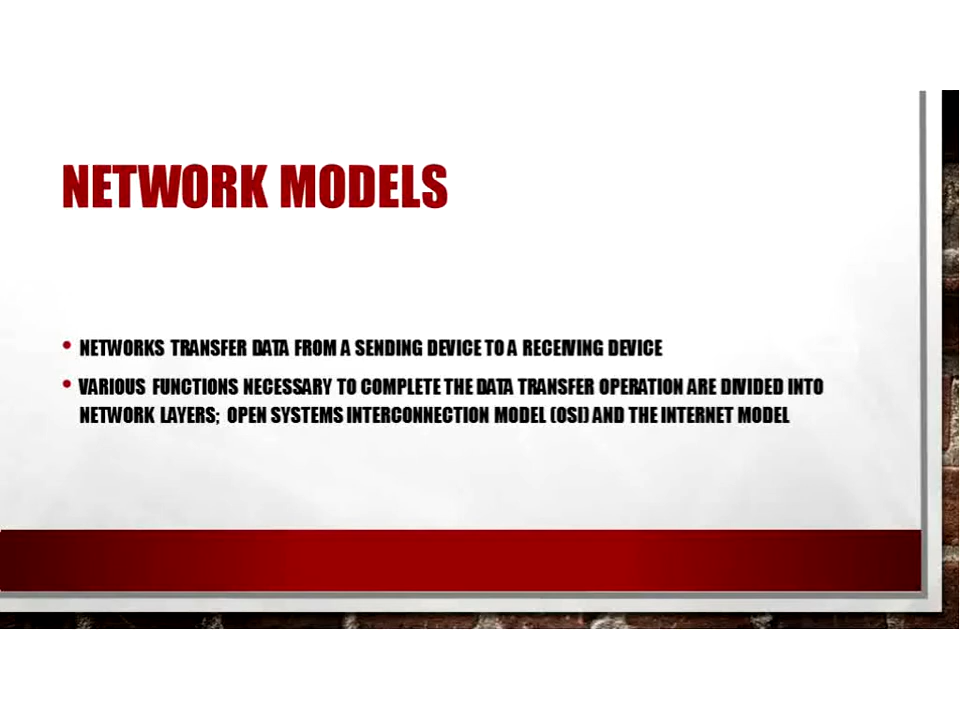 NETWORK MODELS
• NETWORKS TRANSFER DATA FROM A SENDING DEVICE TO A RECEIVING DEVICE
• VARIOUS FUNCTIONS NECESSARY TO COMPLETE THE DATA TRANSFER OPERATION ARE DIVIDED INTO
NETWORK LAYERS; OPEN SYSTEMS INTERCONNECTION MODEL (OSI) AND THE INTERNET MODEL